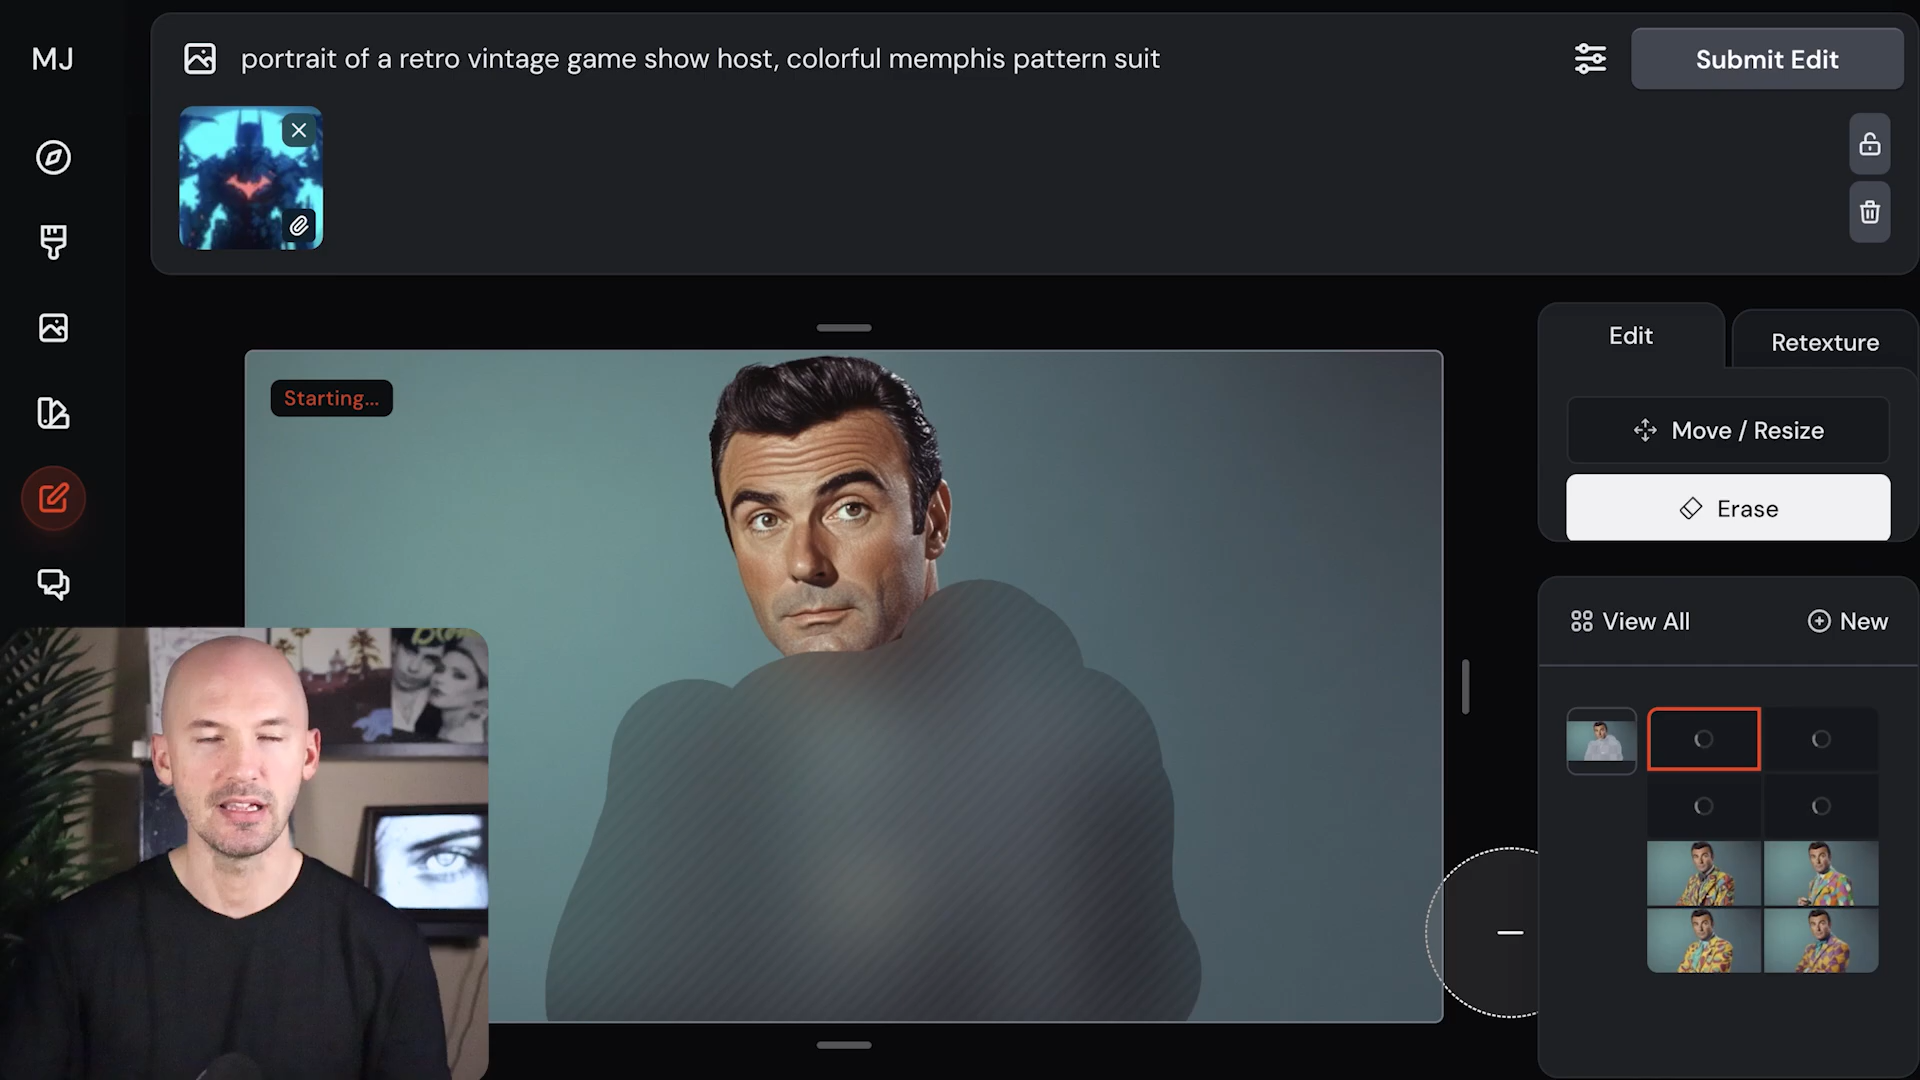 MJ
portrait of a retro vintage game show host, colorful memphis pattern suit
Submit Edit
Edit
Retexture
Starting...
Move / Resize
Erase
View All
New